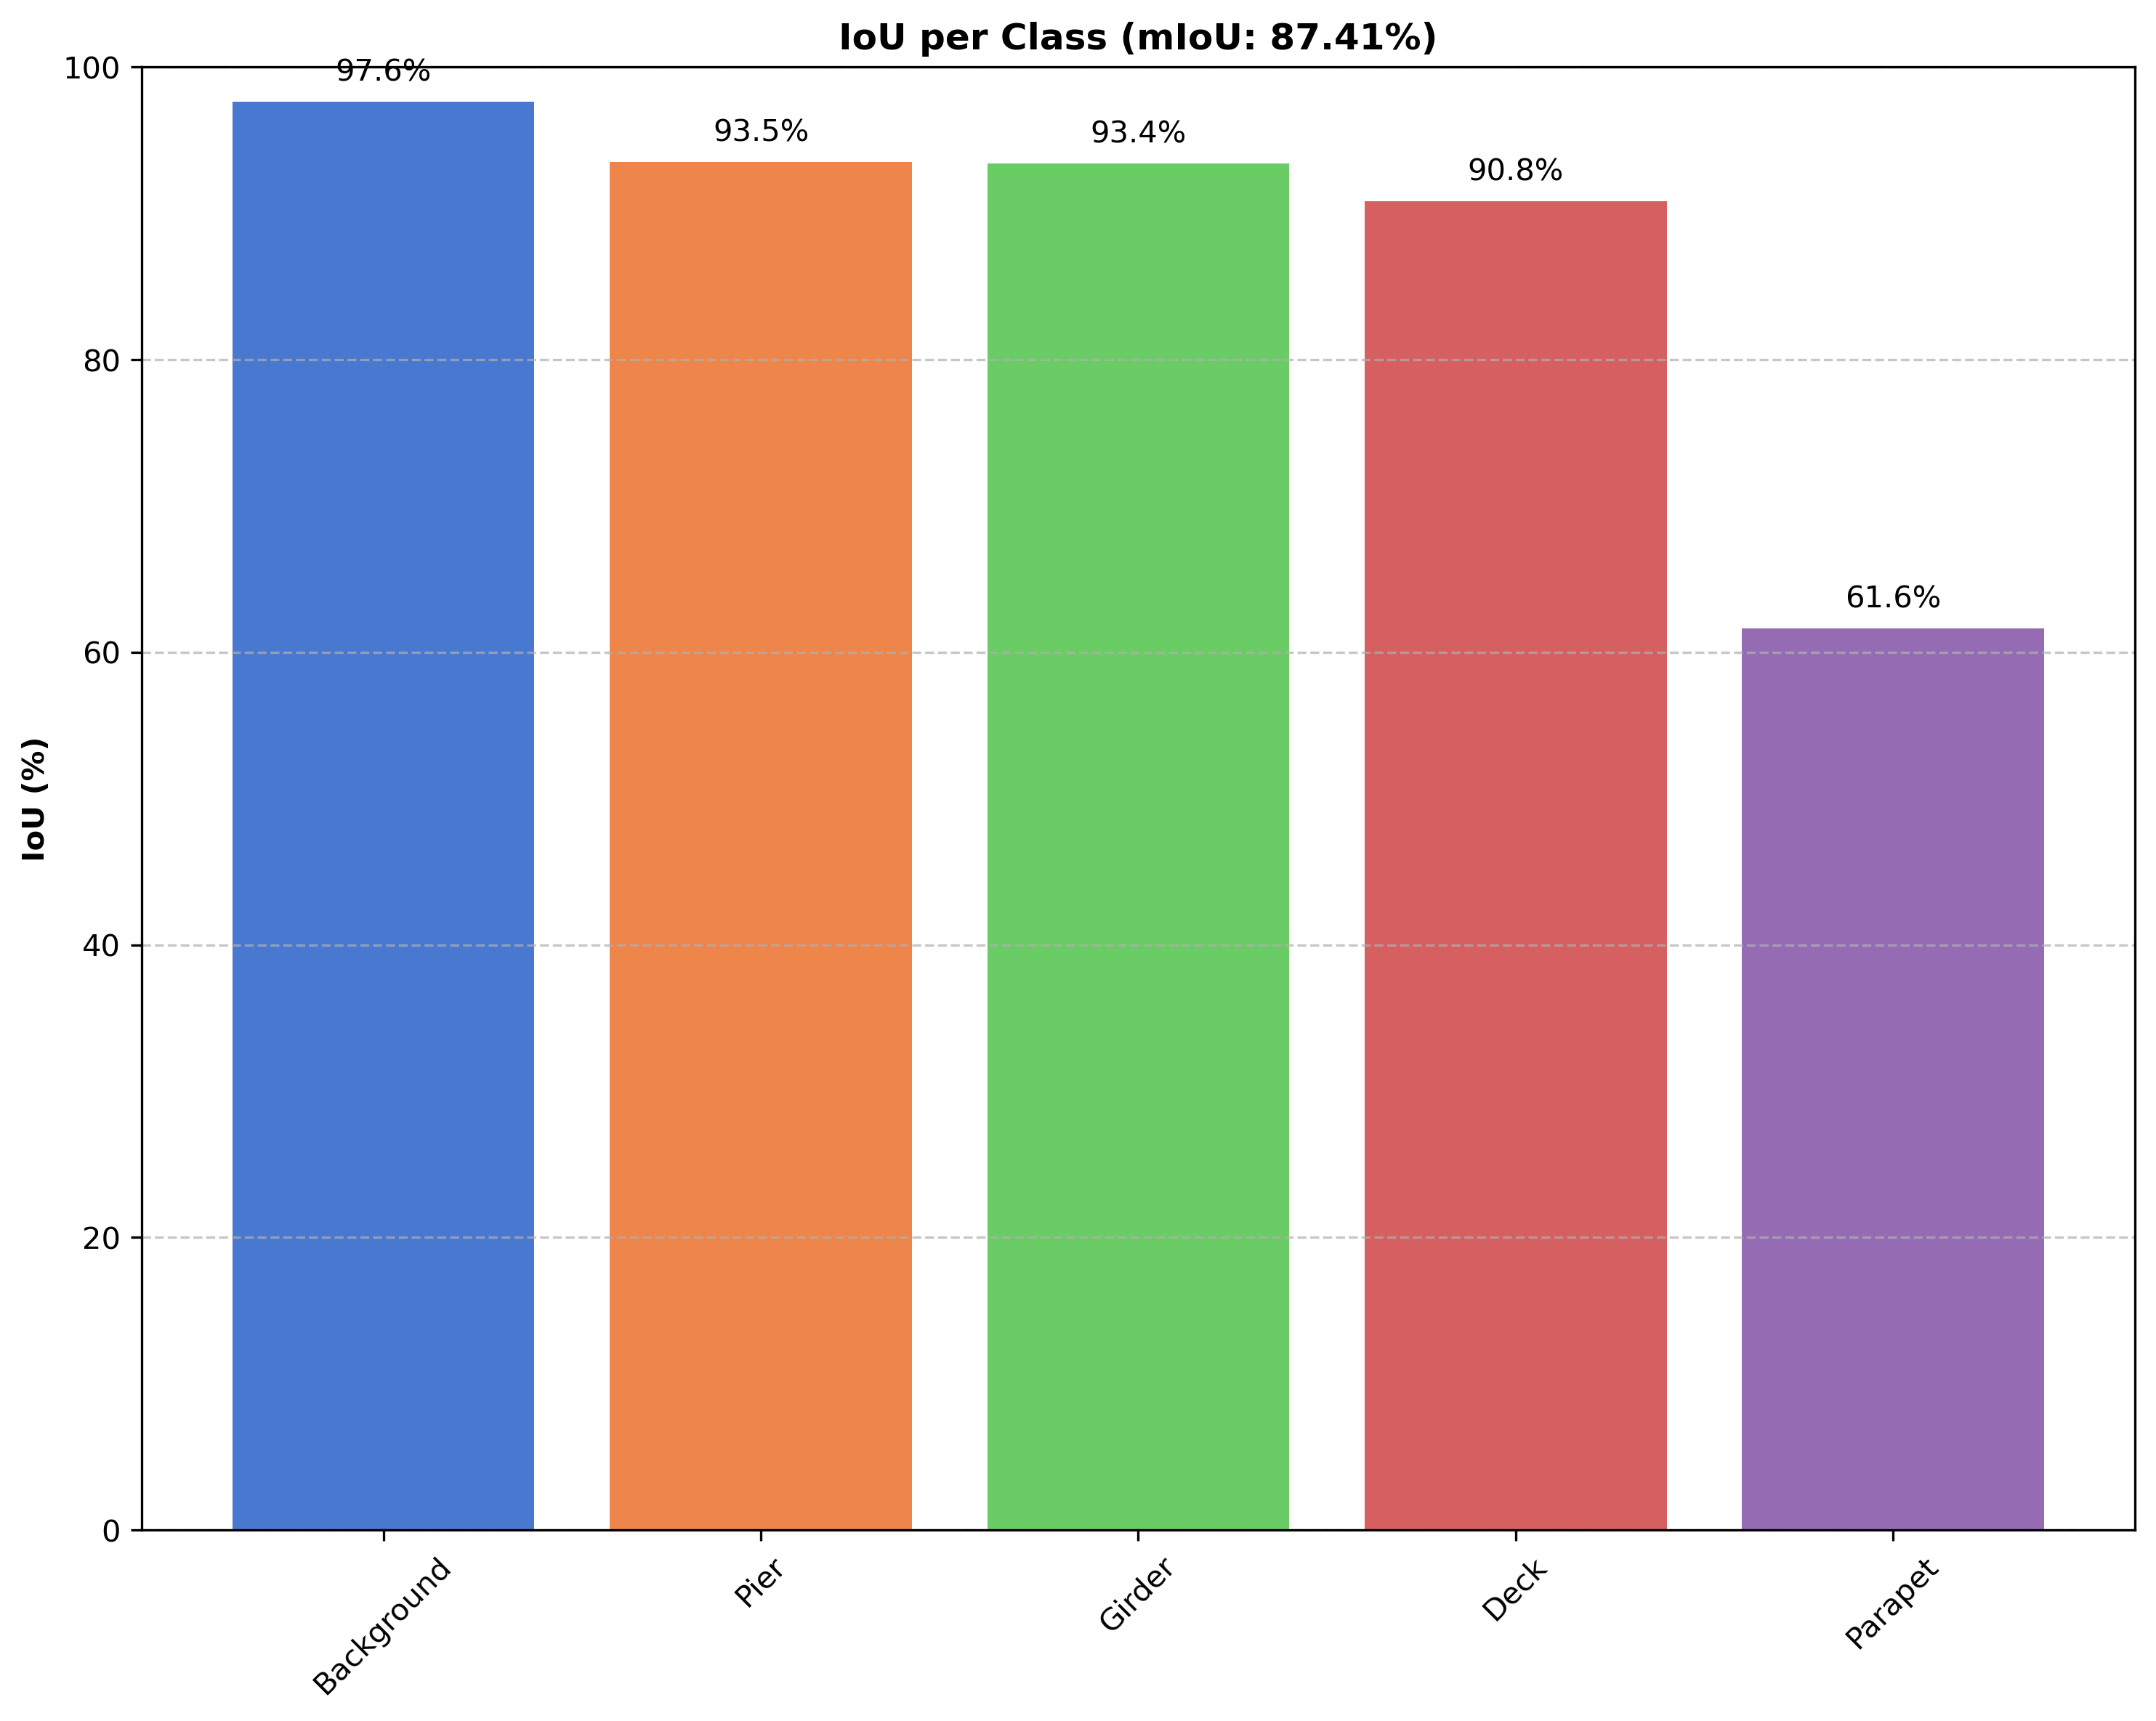 IoU per Class (mIoU: 87.41%)
100
97.6%
93.5%
93.4%
90.8%
80
61.6%
60
IoU (%)
40
20
0
Background
Pier
Girder
Deck
Parapet